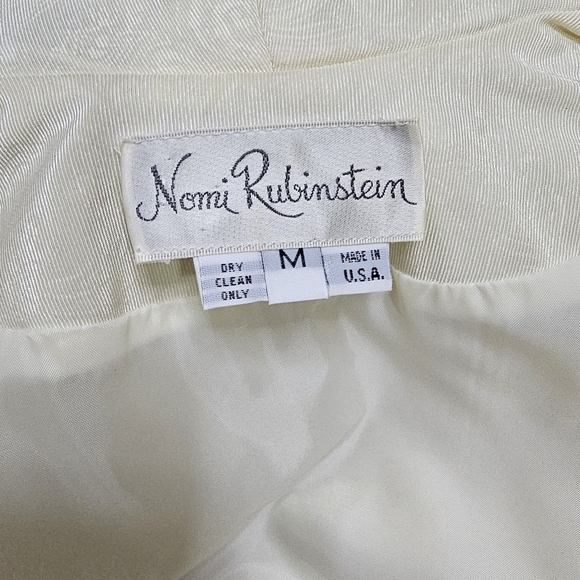 Nomi Rubinstein
DRY
CLEAN
ONLY
M
MADE IN
U.S.A.